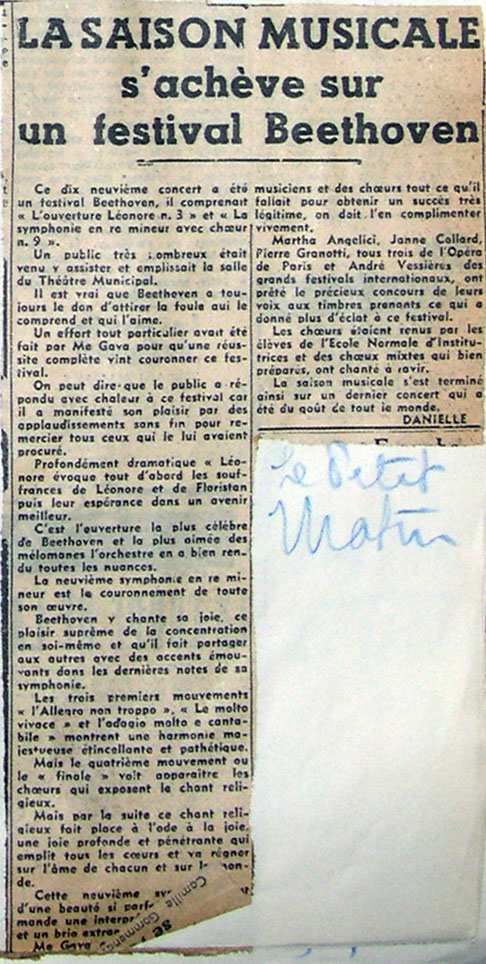 LA SAISON MUSICALE
s'achève sur
un festival Beethoven
Ce dix neuvième concert a été
un festival Beethoven, il comprenait
« L'ouverture Léonore n. 3 » et « La
symphonie en re mineur avec chœur
n. 9 ».
Un public très nombreux était
venu y assister et emplissait la salle
du Théâtre Municipal.
Il est vrai que Beethoven a tou-
jours le don d'attirer la foule qui le
comprend et qui l'aime.
Un effort tout particulier avait été
fait par Me Gava pour qu'une réus-
site complète vint couronner ce fes-
tival.
On peut dire que le public a ré-
pondu avec chaleur à ce festival car
il a manifesté son plaisir par des
applaudissements sans fin pour re-
mercier tous ceux qui le lui avaient
procuré.
Profondément dramatique « Léo-
nore évoque tout d'abord les souf-
frances de Léonore et de Floristan
puis leur espérance dans un avenir
meilleur.
C'est l'ouverture la plus célèbre
de Beethoven et la plus aimée des
mélomanes l'orchestre en a bien ren-
du toutes les nuances.
La neuvième symphonie en re mi-
neur est le couronnement de toute
son œuvre.
Beethoven y chante sa joie, ce
plaisir suprême de la concentration
en soi-même et qu'il fait partager
aux autres avec des accents émou-
vants dans les dernières notes de sa
symphonie.
Les trois premiers mouvements
« l'Allegro non troppo », « Le molto
vivace » et l'adagio molto e canta-
bile » montrent une harmonie ma-
jestueuse étincellante et pathétique.
Mais le quatrième mouvement ou
le « finale » voit apparaitre les
chœurs qui exposent le chant reli-
gieux.
Mais par la suite ce chant reli-
gieux fait place à l'ode à la joie,
une joie profonde et pénétrante qui
emplit tous les cœurs et va régner
sur l'âme de chacun et sur le mon-
de.
Cette neuvième sy
d'une beauté si parf
mande une interpr
et un brio extra
Me Gava
Camille
musiciens et des chœurs tout ce qu'il
fallait pour obtenir un succès très
légitime, on doit l'en complimenter
vivement.
Martha Angelici, Janne Collard,
Pierre Granotti, tous trois de l'Opéra
de Paris et André Vessières des
grands festivals internationaux, ont
prêté le précieux concours de leurs
voix aux timbres prenants ce qui a
donné plus d'éclat à ce festival.
Les chœurs étaient renus par les
élèves de l'Ecole Normale d'Institu-
trices et des chœux mixtes qui bien
préparés, ont chanté à ravir.
La saison musicale s'est terminé
ainsi sur un dernier concert qui a
été du goût de tout le monde.
DANIELLE
Le Petit
Matin